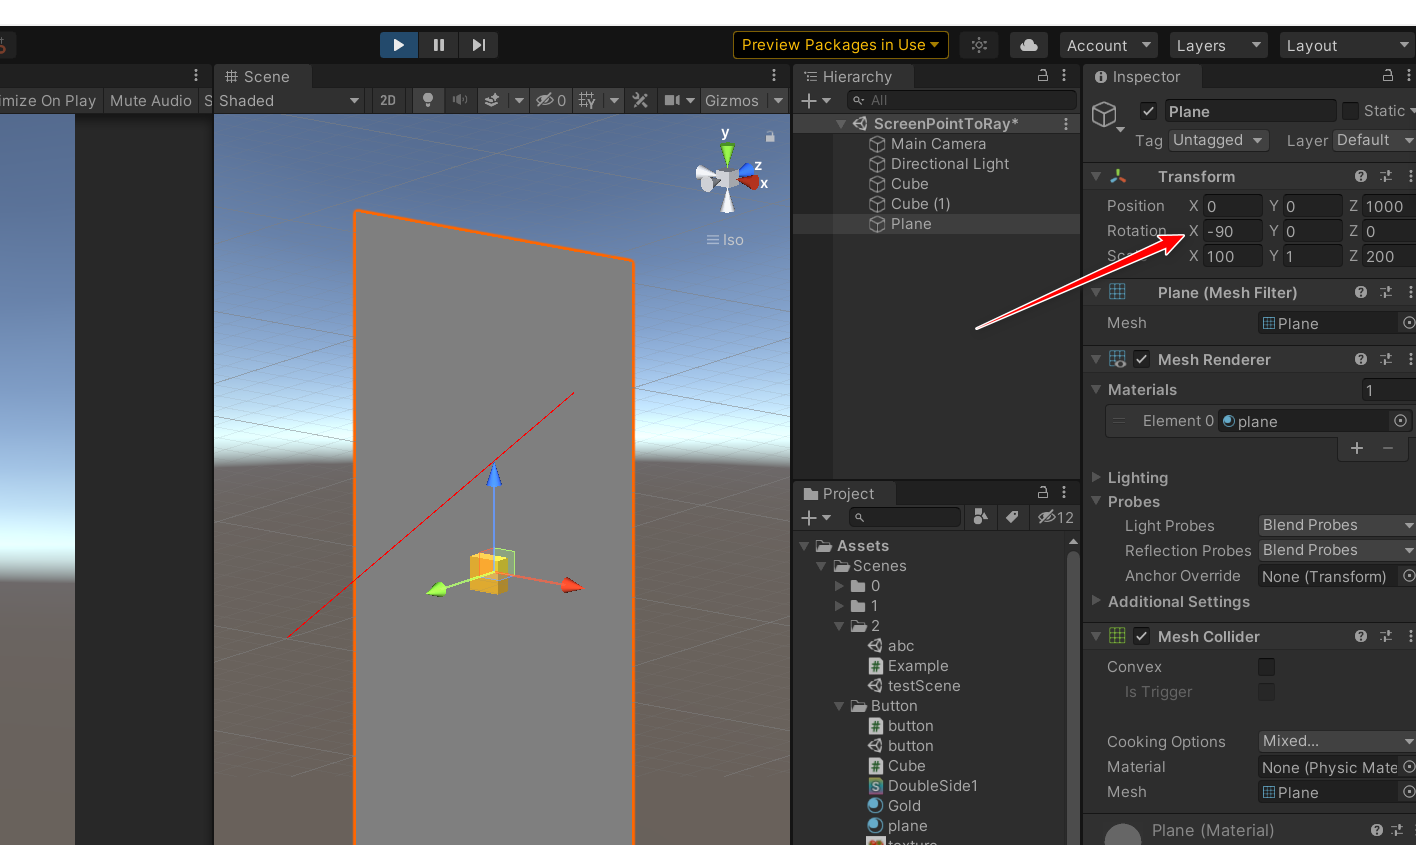 Preview Packages in Use
Account
Layers
Layout
imize On Play
Mute Audio
S
Scene
Shaded
2D
0
Gizmos
y
z
x
Iso
Hierarchy
All
ScreenPointToRay*
Main Camera
Directional Light
Cube
Cube (1)
Plane
Project
12
Assets
Scenes
0
1
2
abc
Example
testScene
Button
button
button
Cube
DoubleSide1
Gold
plane
texture
Inspector
Plane
Static
Tag Untagged Layer Default
Transform
Position X 0 Y 0 Z 1000
Rotation X -90 Y 0 Z 0
X 100 Y 1 Z 200
Plane (Mesh Filter)
Mesh Plane
Mesh Renderer
Materials 1
Element 0 plane
Lighting
Probes
Light Probes Blend Probes
Reflection Probes Blend Probes
Anchor Override None (Transform)
Additional Settings
Mesh Collider
Convex
Is Trigger
Cooking Options Mixed...
Material None (Physic Mate
Mesh Plane
Plane (Material)